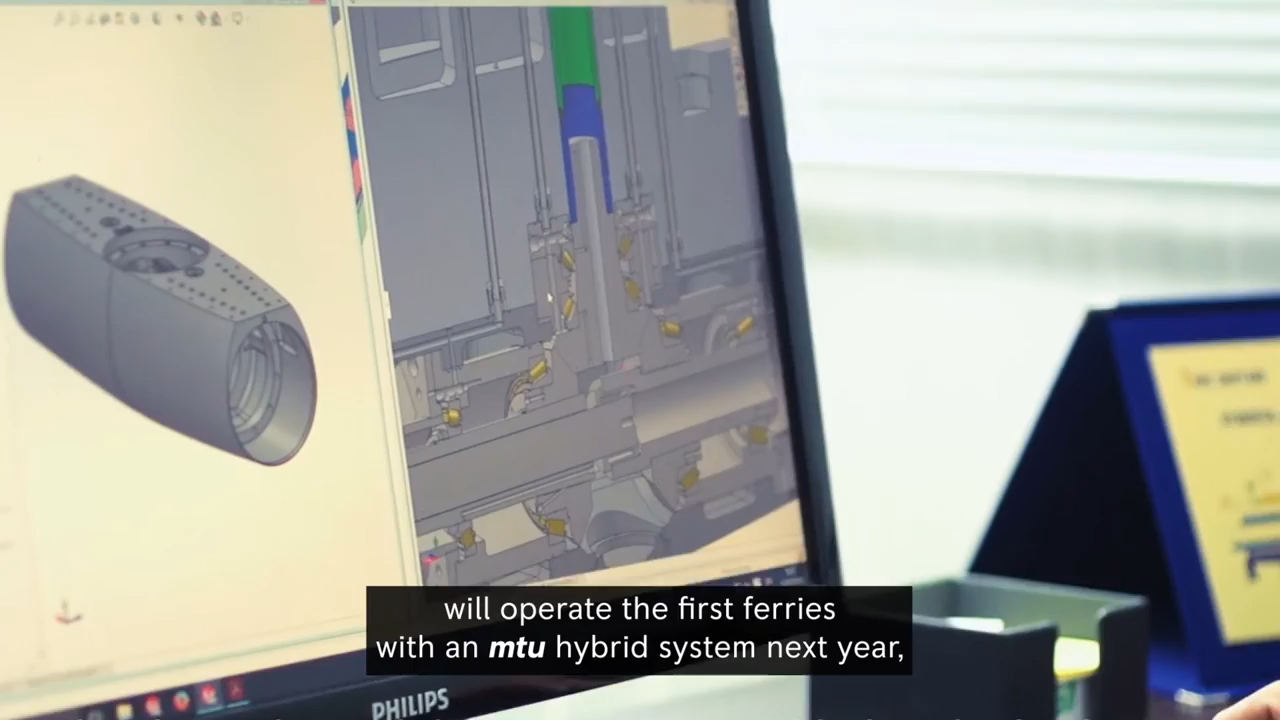 will operate the first ferries
with an mtu hybrid system next year,
PHILIPS